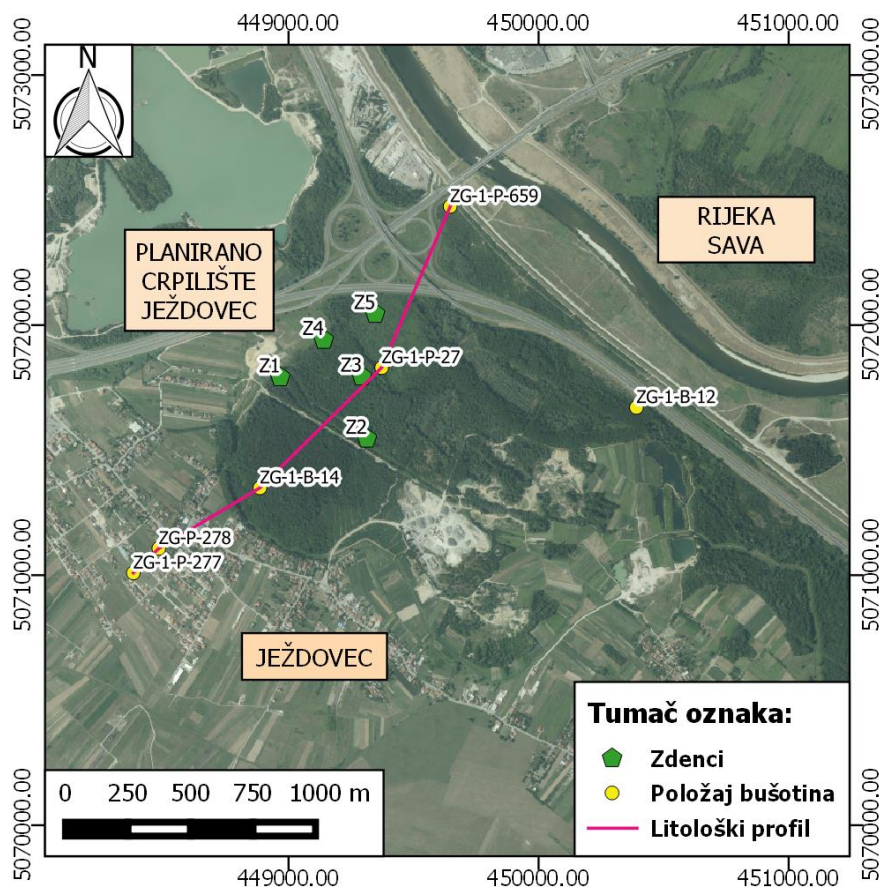 449000.00
450000.00
451000.00
5073000.00
5073000.00
N
ZG-1-P-659
RIJEKA
SAVA
PLANIRANO
CRPILIŠTE
JEŽDOVEC
5072000.00
5072000.00
Z5
Z4
Z1
Z3
ZG-1-P-27
ZG-1-B-12
Z2
ZG-1-B-14
ZG-P-278
ZG-1-P-277
5071000.00
5071000.00
JEŽDOVEC
Tumač oznaka:
Zdenci
Položaj bušotina
Litološki profil
0 250 500 750 1000 m
5070000.00
5070000.00
449000.00
450000.00
451000.00